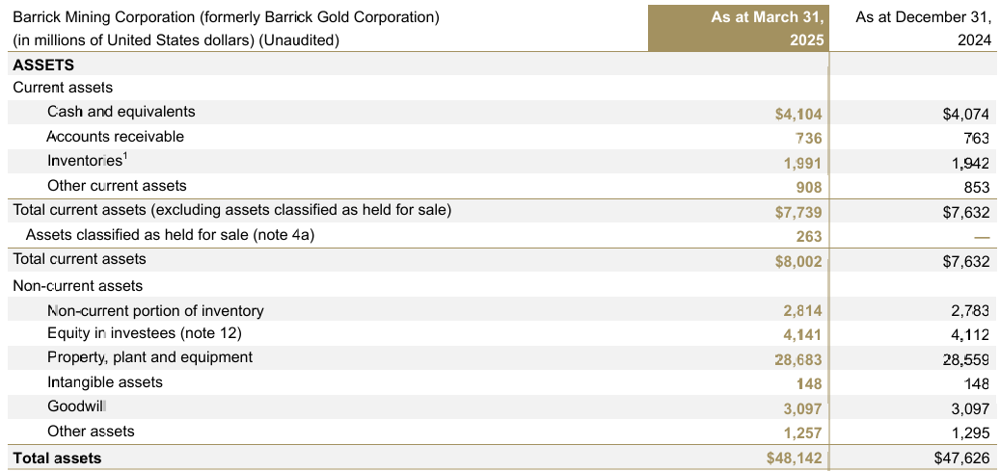 Barrick Mining Corporation (formerly Barrick Gold Corporation) As at March 31, As at December 31,
(in millions of United States dollars) (Unaudited) 2025 2024
ASSETS
Current assets
Cash and equivalents $4,104 $4,074
Accounts receivable 736 763
Inventories¹ 1,991 1,942
Other current assets 908 853
Total current assets (excluding assets classified as held for sale) $7,739 $7,632
Assets classified as held for sale (note 4a) 263 —
Total current assets $8,002 $7,632
Non-current assets
Non-current portion of inventory 2,814 2,783
Equity in investees (note 12) 4,141 4,112
Property, plant and equipment 28,683 28,559
Intangible assets 148 148
Goodwill 3,097 3,097
Other assets 1,257 1,295
Total assets $48,142 $47,626